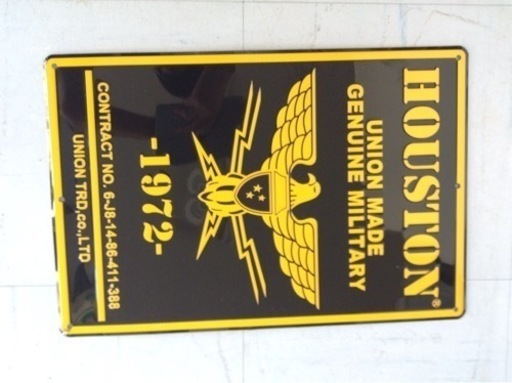 HOUSTON®
UNION MADE
GENUINE MILITARY
-1972-
CONTRACT NO. 6-J8-14-86-411-388
UNION TRD,co.,LTD